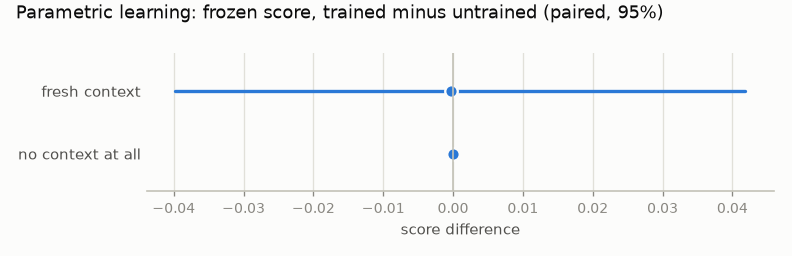 Parametric learning: frozen score, trained minus untrained (paired, 95%)
fresh context
no context at all
−0.04 −0.03 −0.02 −0.01 0.00 0.01 0.02 0.03 0.04
score difference